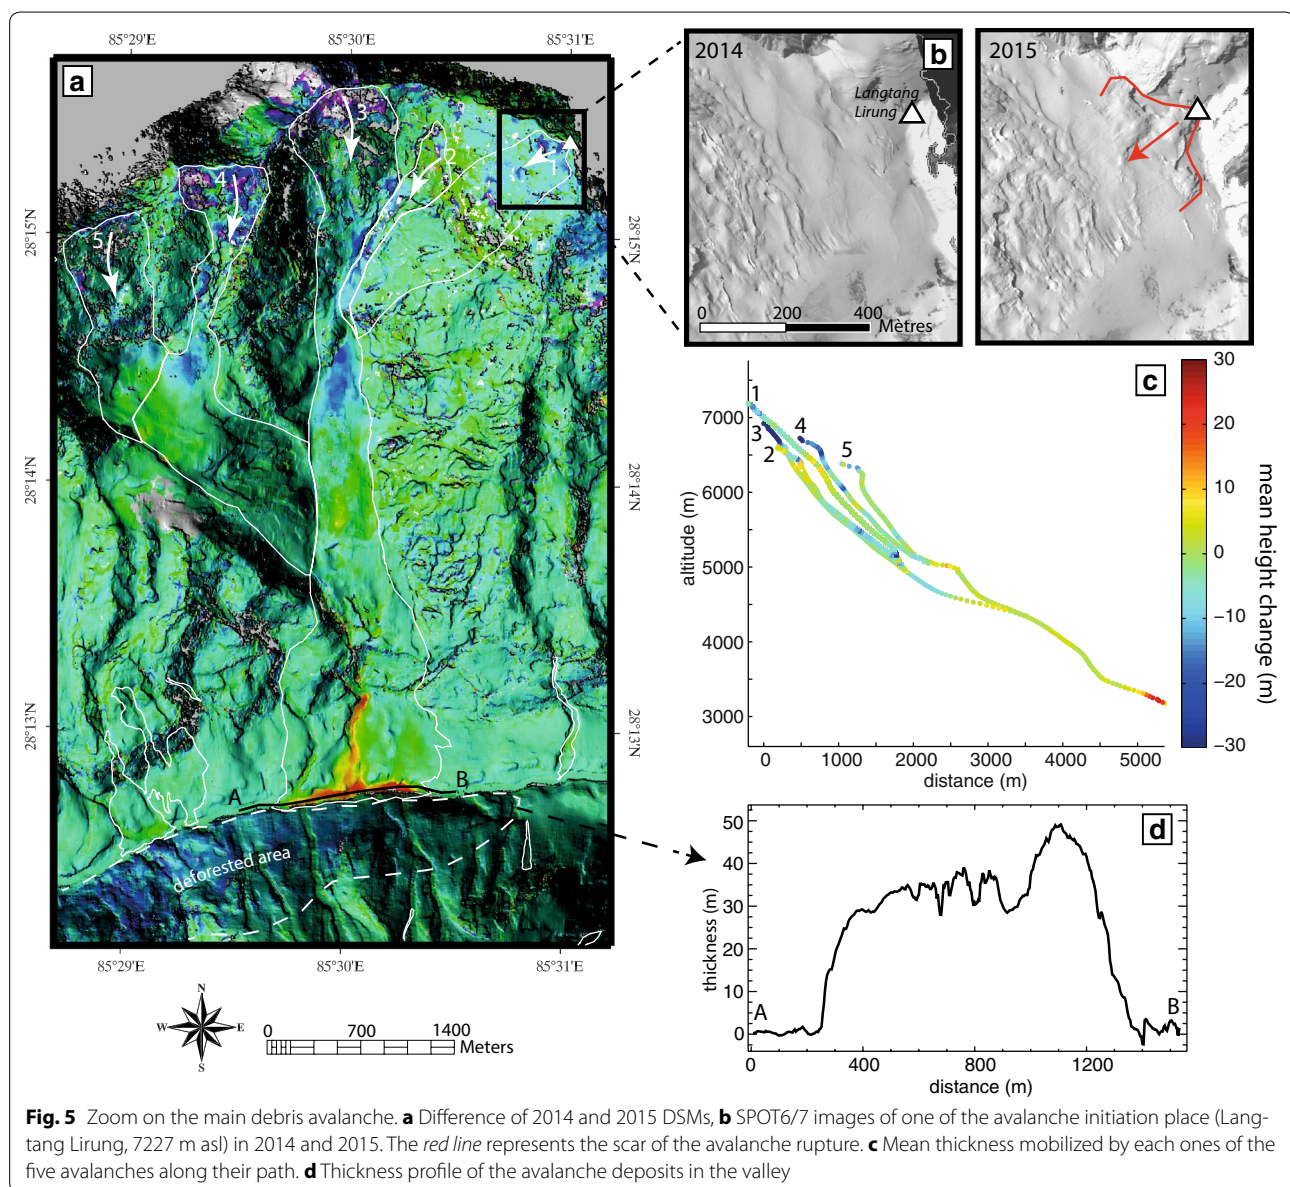 85°29'E 85°30'E 85°31'E
a
3
2
1
4
5
28°15'N
28°14'N
28°13'N
28°15'N
28°14'N
28°13'N
A
B
deforested area
85°29'E 85°30'E 85°31'E
N
W E
S
0 700 1400
Meters
2014
b
Langtang
Lirung
0 200 400
Mètres
2015
c
1
3
2
4
5
7000
6000
5000
4000
3000
altitude (m)
0 1000 2000 3000 4000 5000
distance (m)
30
20
10
0
−10
−20
−30
mean height change (m)
d
50
40
30
20
10
0
thickness (m)
A
B
0 400 800 1200
distance (m)
Fig. 5 Zoom on the main debris avalanche. a Difference of 2014 and 2015 DSMs, b SPOT6/7 images of one of the avalanche initiation place (Lang-
tang Lirung, 7227 m asl) in 2014 and 2015. The red line represents the scar of the avalanche rupture. c Mean thickness mobilized by each ones of the
five avalanches along their path. d Thickness profile of the avalanche deposits in the valley